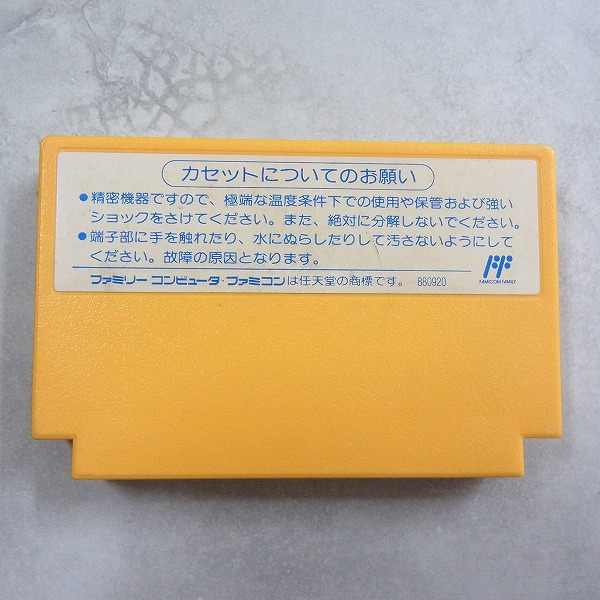 カセットについてのお願い
●精密機器ですので、極端な温度条件下での使用や保管および強い
ショックをさけてください。また、絶対に分解しないでください。
●端子部に手を触れたり、水にぬらしたりして汚さないようにして
ください。故障の原因となります。
ファミリーコンピュータ・ファミコンは任天堂の商標です。 880920
FAMICOM FAMILY